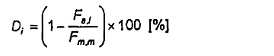 D_i = (1 - F_{a,i} / F_{m,m}) × 100 [%]